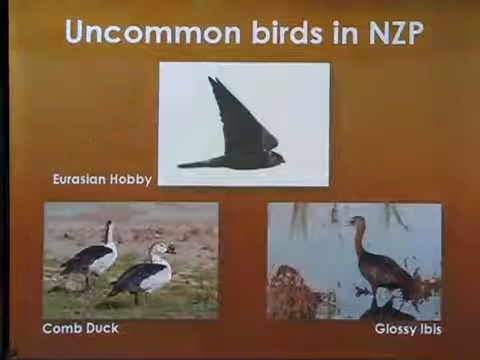 Uncommon birds in NZP
Eurasian Hobby
Comb Duck
Glossy Ibis